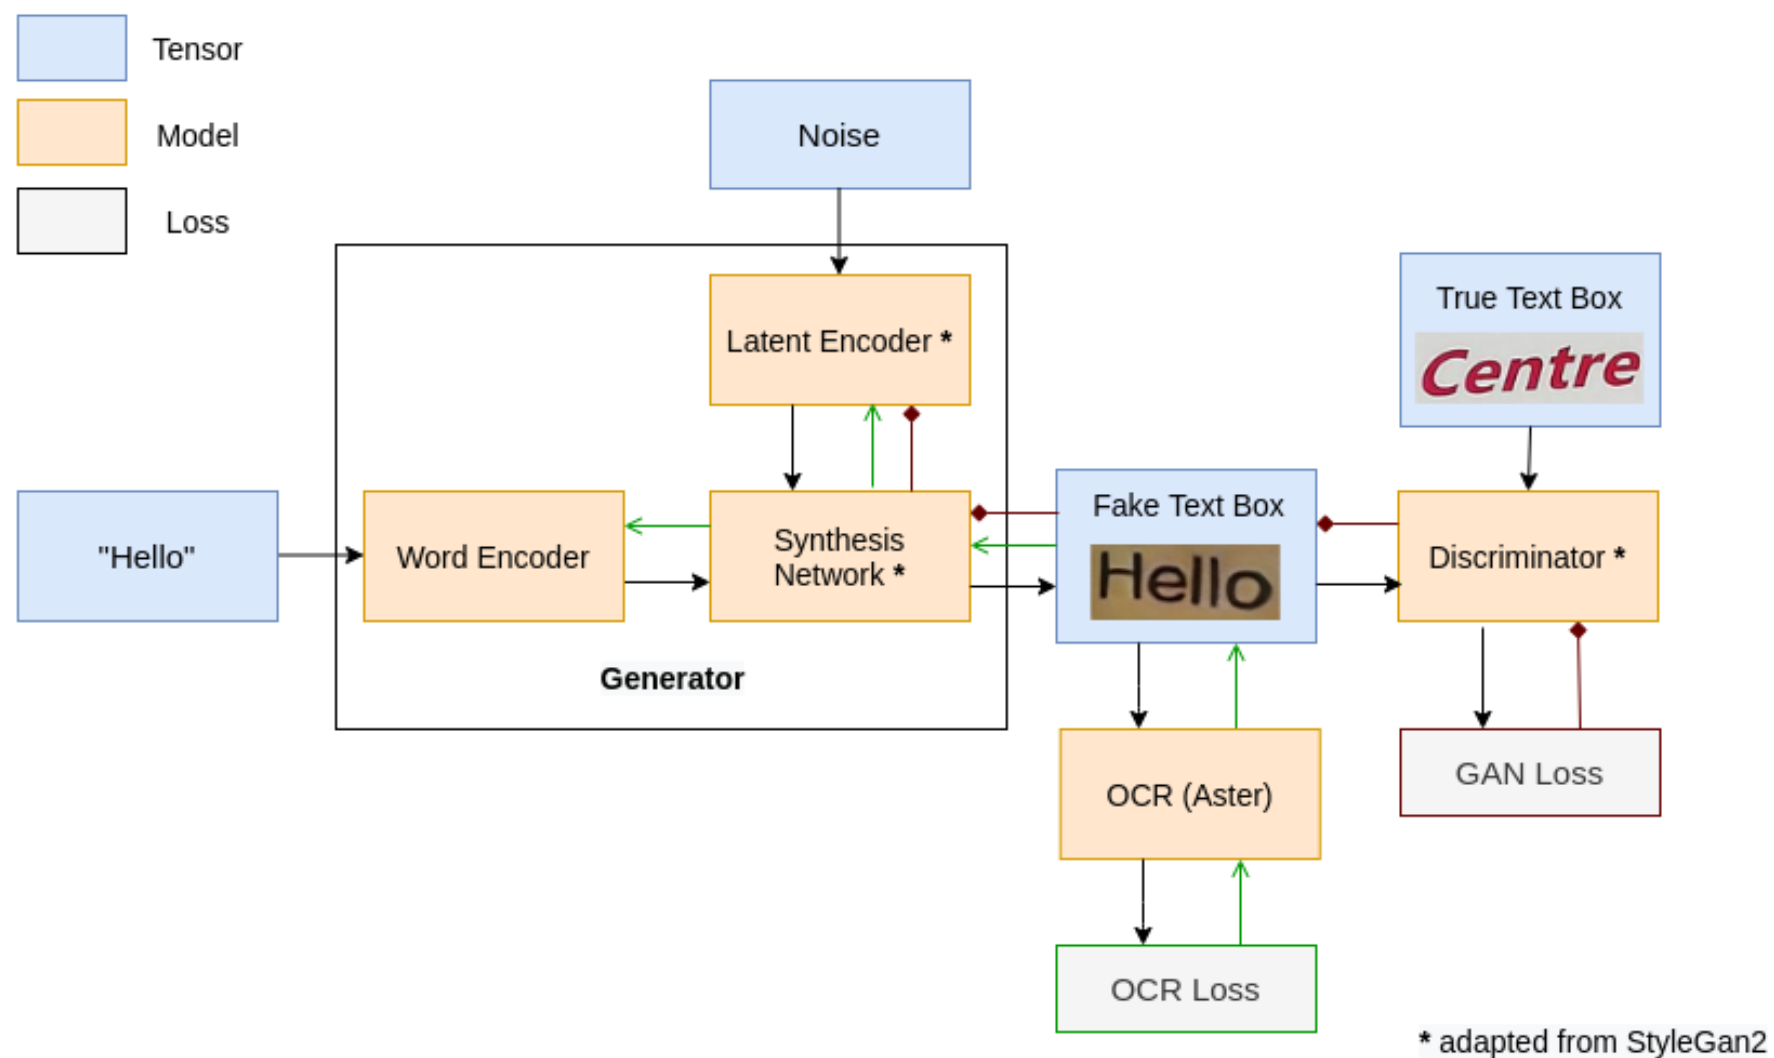 Tensor
Model
Loss
Noise
Latent Encoder *
True Text Box
Centre
"Hello"
Word Encoder
Synthesis
Network *
Fake Text Box
Hello
Discriminator *
Generator
OCR (Aster)
GAN Loss
OCR Loss
* adapted from StyleGan2